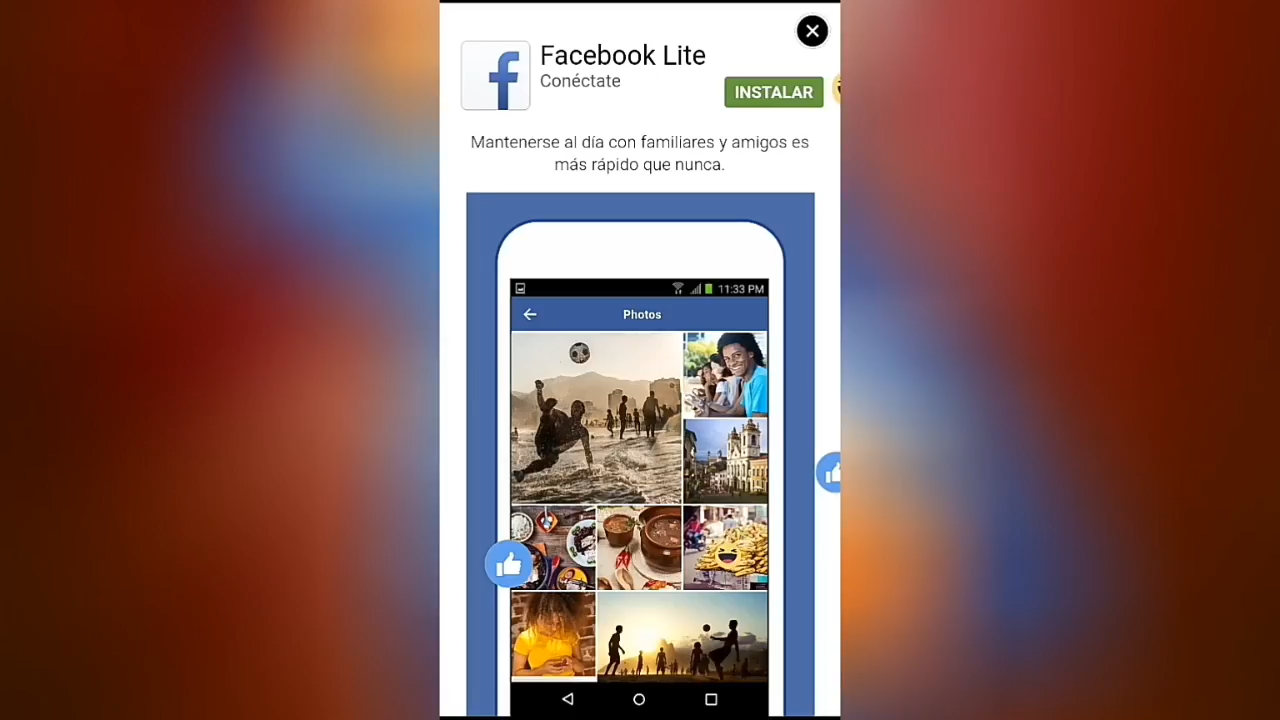 Facebook Lite
Conéctate
INSTALAR
Mantenerse al día con familiares y amigos es
más rápido que nunca.
11:33 PM
Photos